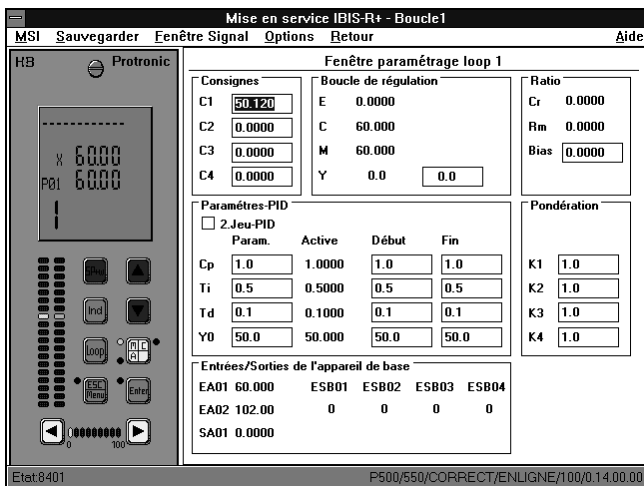 Mise en service IBIS-R+ - Boucle1
MSI Sauvegarder Fenêtre Signal Options Retour Aide
Protronic
Fenêtre paramétrage loop 1
Consignes
C1 50.120
C2 0.0000
C3 0.0000
C4 0.0000
Boucle de régulation
E 0.0000
C 60.000
M 60.000
Y 0.0 0.0
Ratio
Cr 0.0000
Rm 0.0000
Bias 0.0000
X 60.00
P01 60.00
Ind
Loop
M C
A
ESC
Menu
Enter
0 100
Paramétres-PID
2.Jeu-PID
Param. Active Début Fin
Cp 1.0 1.0000 1.0 1.0
Ti 0.5 0.5000 0.5 0.5
Td 0.1 0.1000 0.1 0.1
Y0 50.0 50.000 50.0 50.0
Pondération
K1 1.0
K2 1.0
K3 1.0
K4 1.0
Entrées/Sorties de l'appareil de base
EA01 60.000 ESB01 ESB02 ESB03 ESB04
EA02 102.00 0 0 0 0
SA01 0.0000
Etat:8401 P500/550/CORRECT/ENLIGNE/100/0.14.00.00